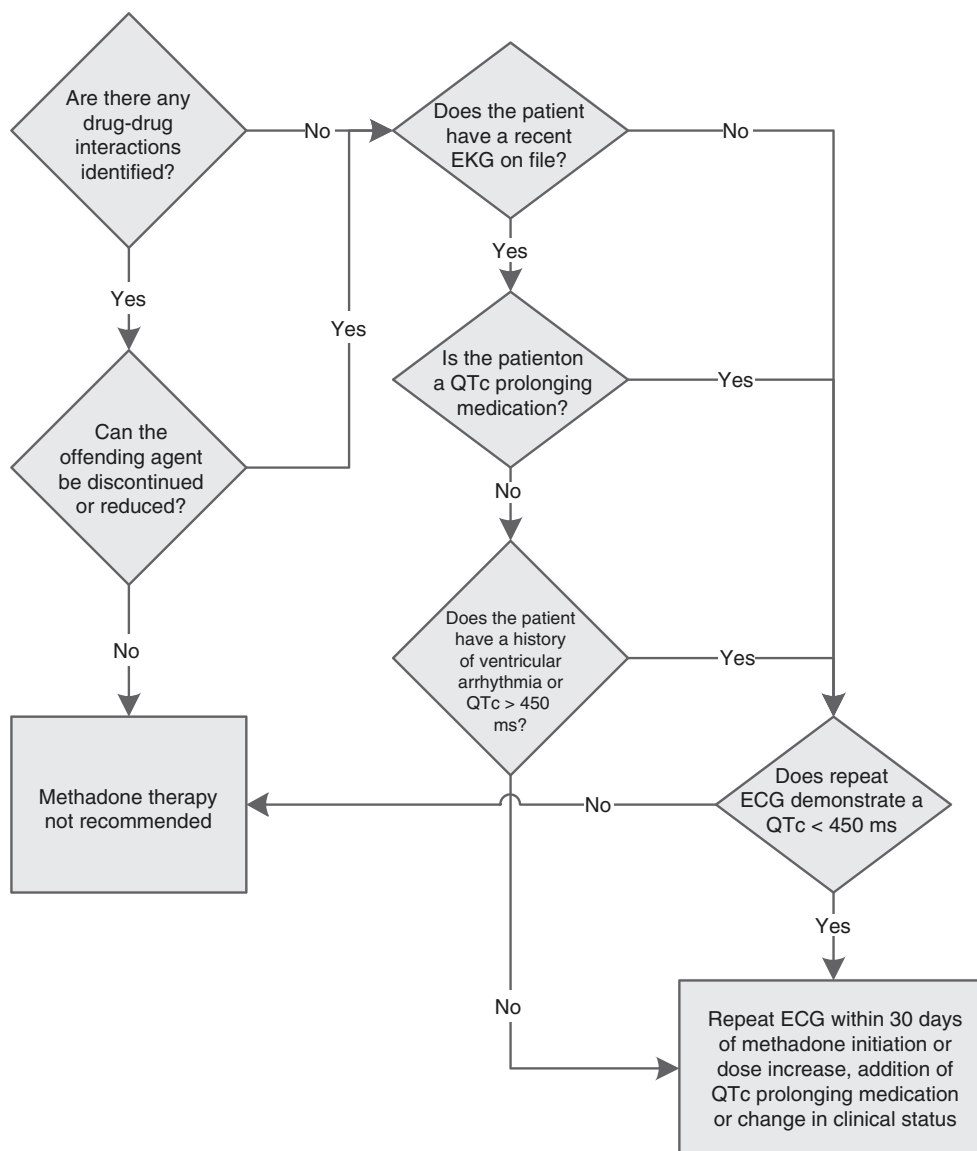 Are there any
drug-drug
interactions
identified?
No
Does the patient
have a recent
EKG on file?
No
Yes
Yes
Yes
Is the patienton
a QTc prolonging
medication?
Yes
Can the
offending agent
be discontinued
or reduced?
No
Does the patient
have a history
of ventricular
arrhythmia or
QTc > 450
ms?
Yes
No
Methadone therapy
not recommended
No
Does repeat
ECG demonstrate a
QTc < 450 ms
Yes
No
Repeat ECG within 30 days
of methadone initiation or
dose increase, addition of
QTc prolonging medication
or change in clinical status